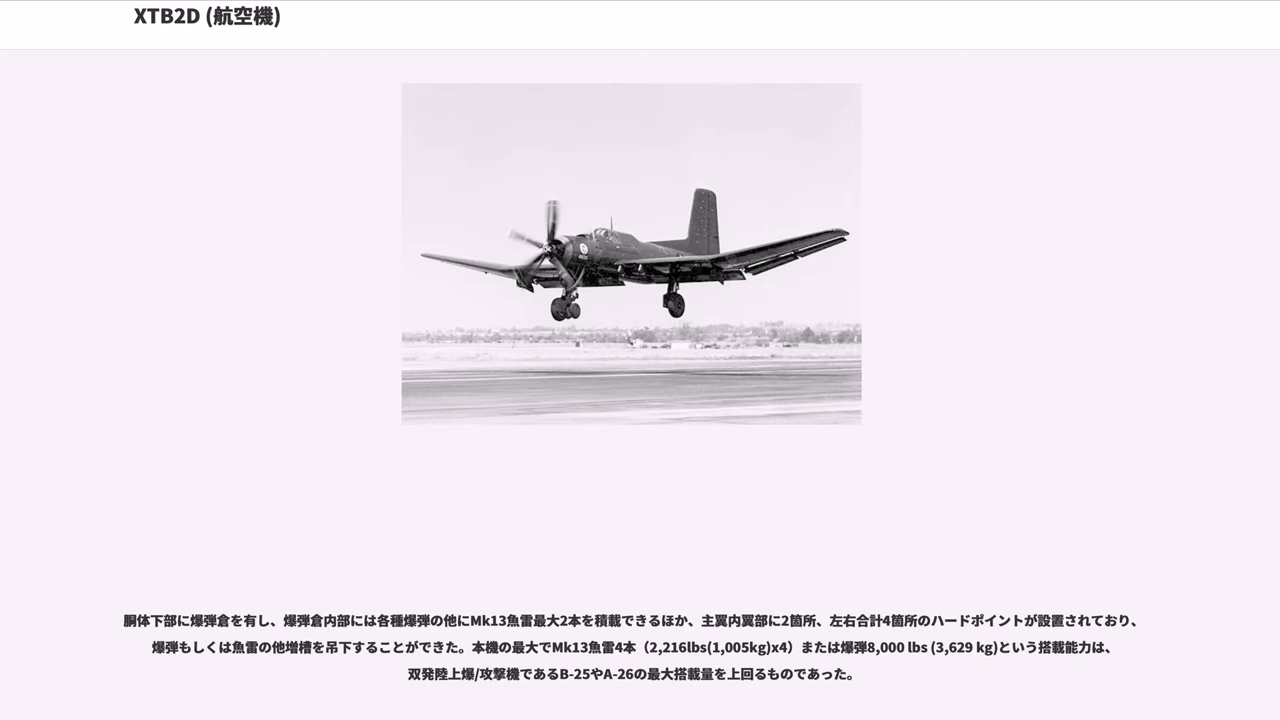 XTB2D (航空機)
胴体下部に爆弾倉を有し、爆弾倉内部には各種爆弾の他にMk13魚雷最大2本を積載できるほか、主翼内翼部に2箇所、左右合計4箇所のハードポイントが設置されており、
爆弾もしくは魚雷の他増槽を吊下することができた。本機の最大でMk13魚雷4本（2,216lbs(1,005kg)x4）または爆弾8,000 lbs (3,629 kg)という搭載能力は、
双発陸上爆/攻撃機であるB-25やA-26の最大搭載量を上回るものであった。